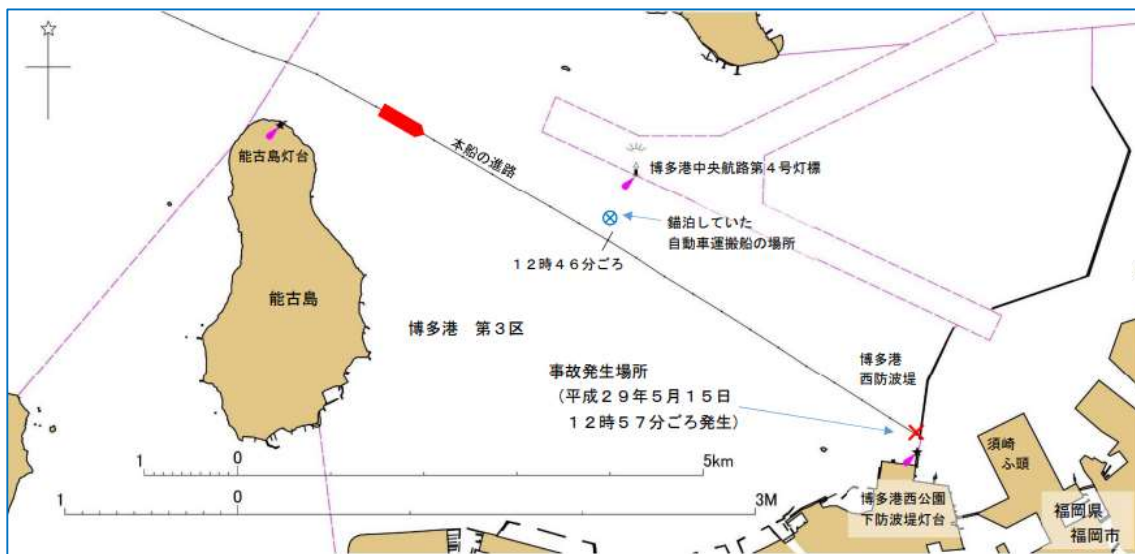 能古島灯台
本船の進路
博多港中央航路第４号灯標
錨泊していた
自動車運搬船の場所
１２時４６分ごろ
能古島
博多港　第３区
事故発生場所
（平成２９年５月１５日
１２時５７分ごろ発生）
博多港
西防波堤
須崎
ふ頭
1 0 5km
1 0 3M
博多港西公園
下防波堤灯台
福岡県
福岡市